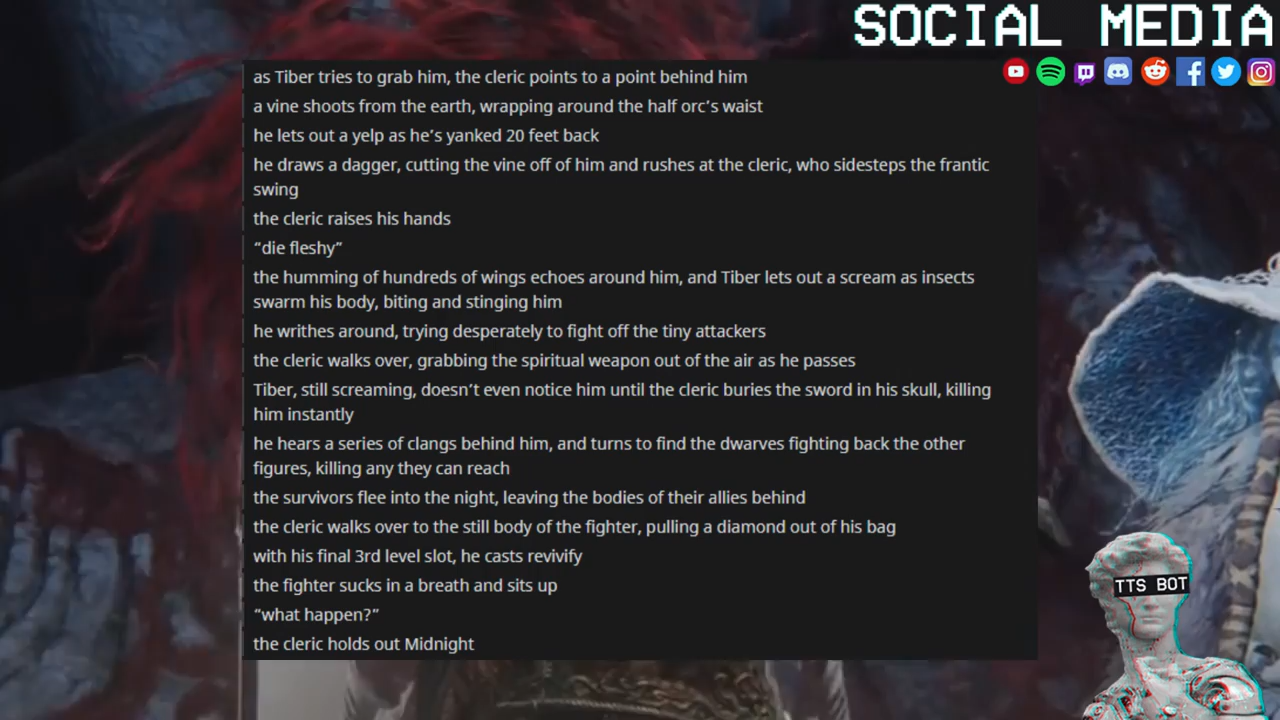 SOCIAL MEDIA
as Tiber tries to grab him, the cleric points to a point behind him
a vine shoots from the earth, wrapping around the half orc’s waist
he lets out a yelp as he’s yanked 20 feet back
he draws a dagger, cutting the vine off of him and rushes at the cleric, who sidesteps the frantic
swing
the cleric raises his hands
“die fleshy”
the humming of hundreds of wings echoes around him, and Tiber lets out a scream as insects
swarm his body, biting and stinging him
he writhes around, trying desperately to fight off the tiny attackers
the cleric walks over, grabbing the spiritual weapon out of the air as he passes
Tiber, still screaming, doesn’t even notice him until the cleric buries the sword in his skull, killing
him instantly
he hears a series of clangs behind him, and turns to find the dwarves fighting back the other
figures, killing any they can reach
the survivors flee into the night, leaving the bodies of their allies behind
the cleric walks over to the still body of the fighter, pulling a diamond out of his bag
with his final 3rd level slot, he casts revivify
the fighter sucks in a breath and sits up
“what happen?”
the cleric holds out Midnight
TTS BOT